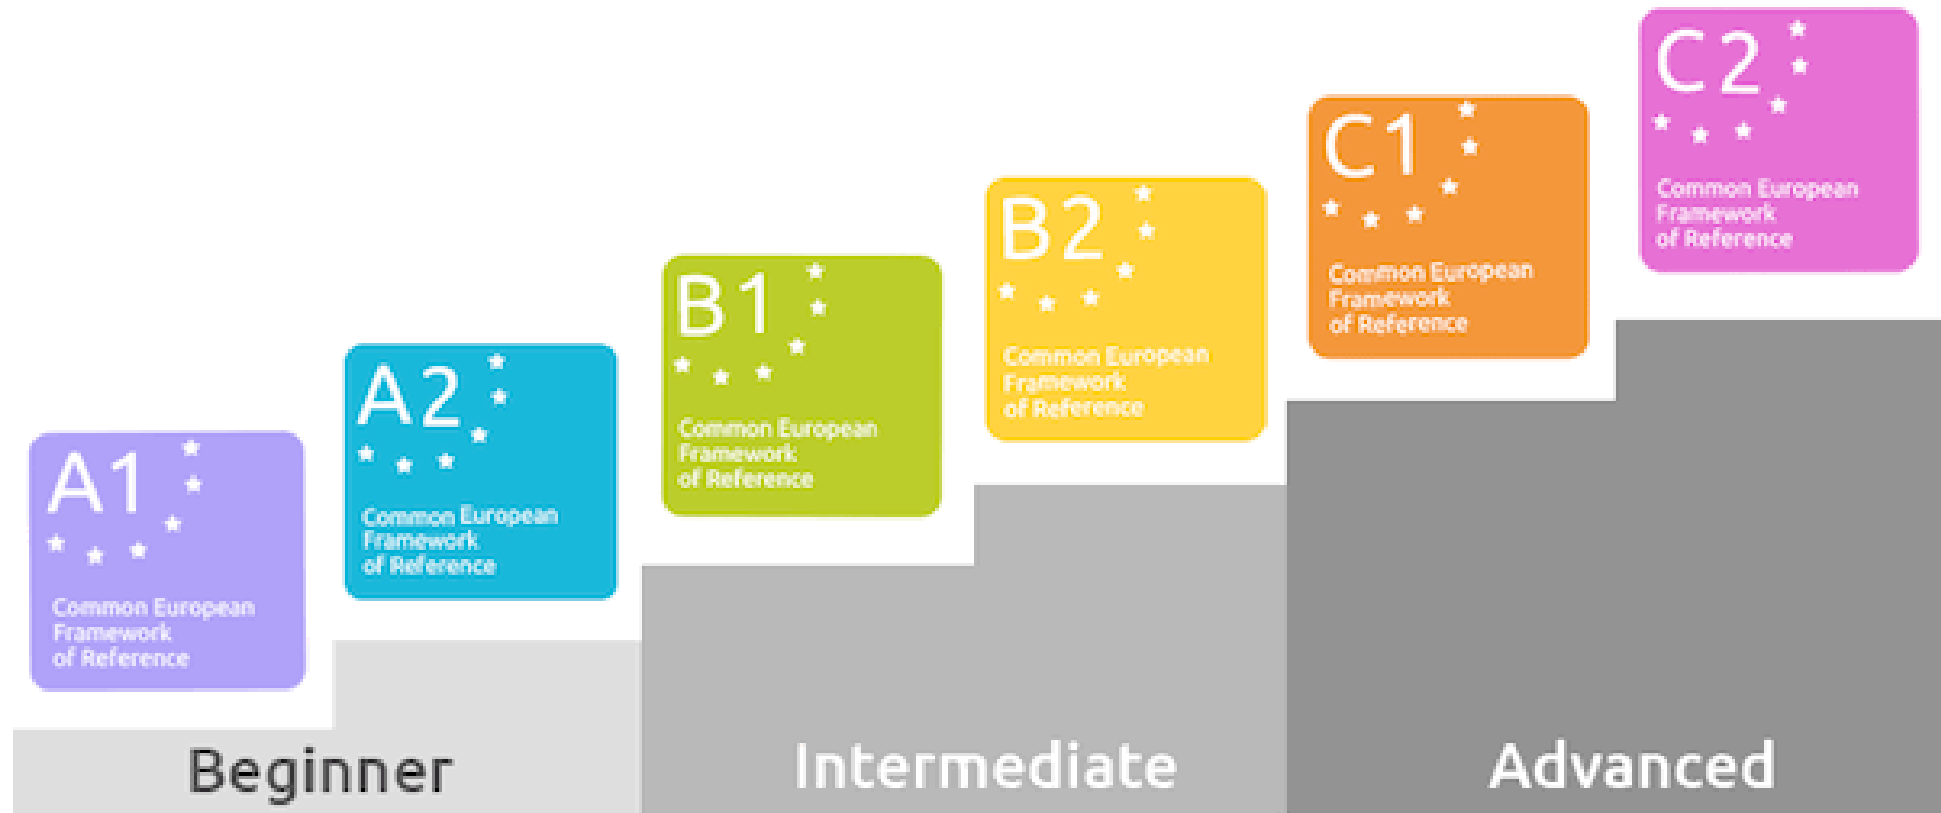 A1
Common European
Framework
of Reference
A2
Common European
Framework
of Reference
B1
Common European
Framework
of Reference
B2
Common European
Framework
of Reference
C1
Common European
Framework
of Reference
C2
Common European
Framework
of Reference
Beginner
Intermediate
Advanced